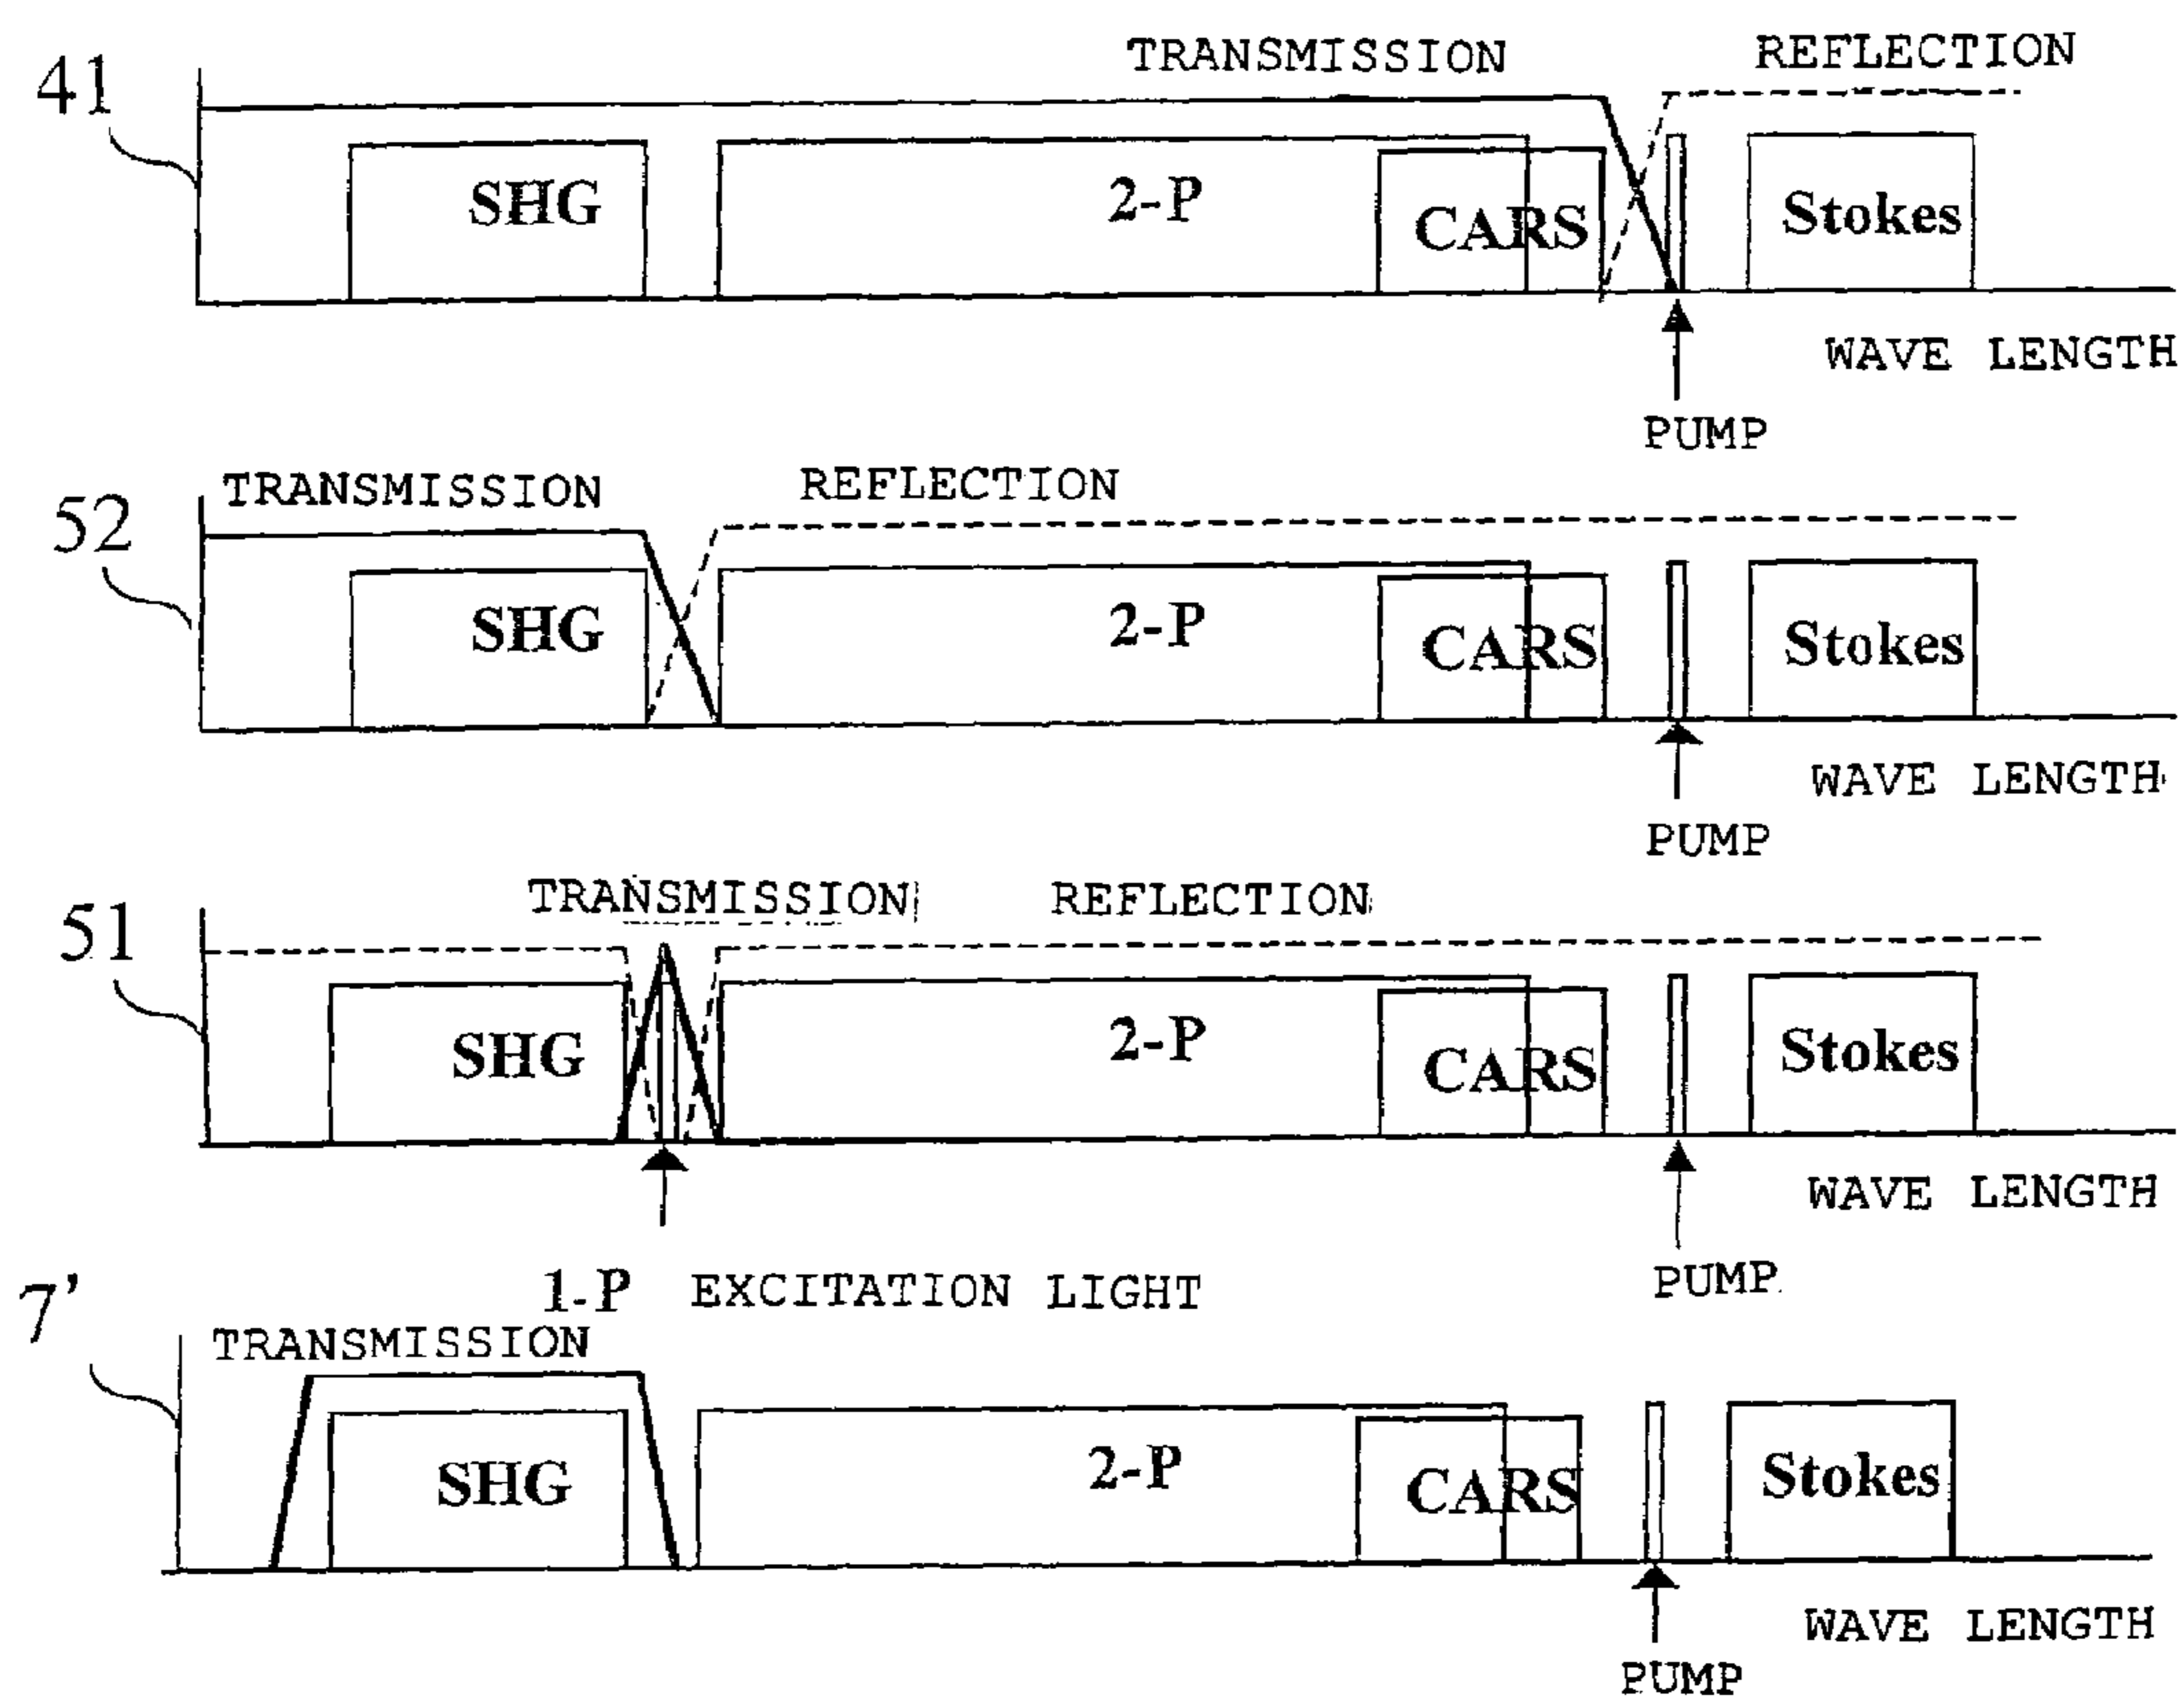 TRANSMISSION REFLECTION
41
SHG 2-P CARS Stokes
WAVE LENGTH
PUMP
TRANSMISSION REFLECTION
52
SHG 2-P CARS Stokes
WAVE LENGTH
PUMP
TRANSMISSION REFLECTION
51
SHG 2-P CARS Stokes
WAVE LENGTH
1-P EXCITATION LIGHT PUMP
7'
TRANSMISSION
SHG 2-P CARS Stokes
WAVE LENGTH
PUMP